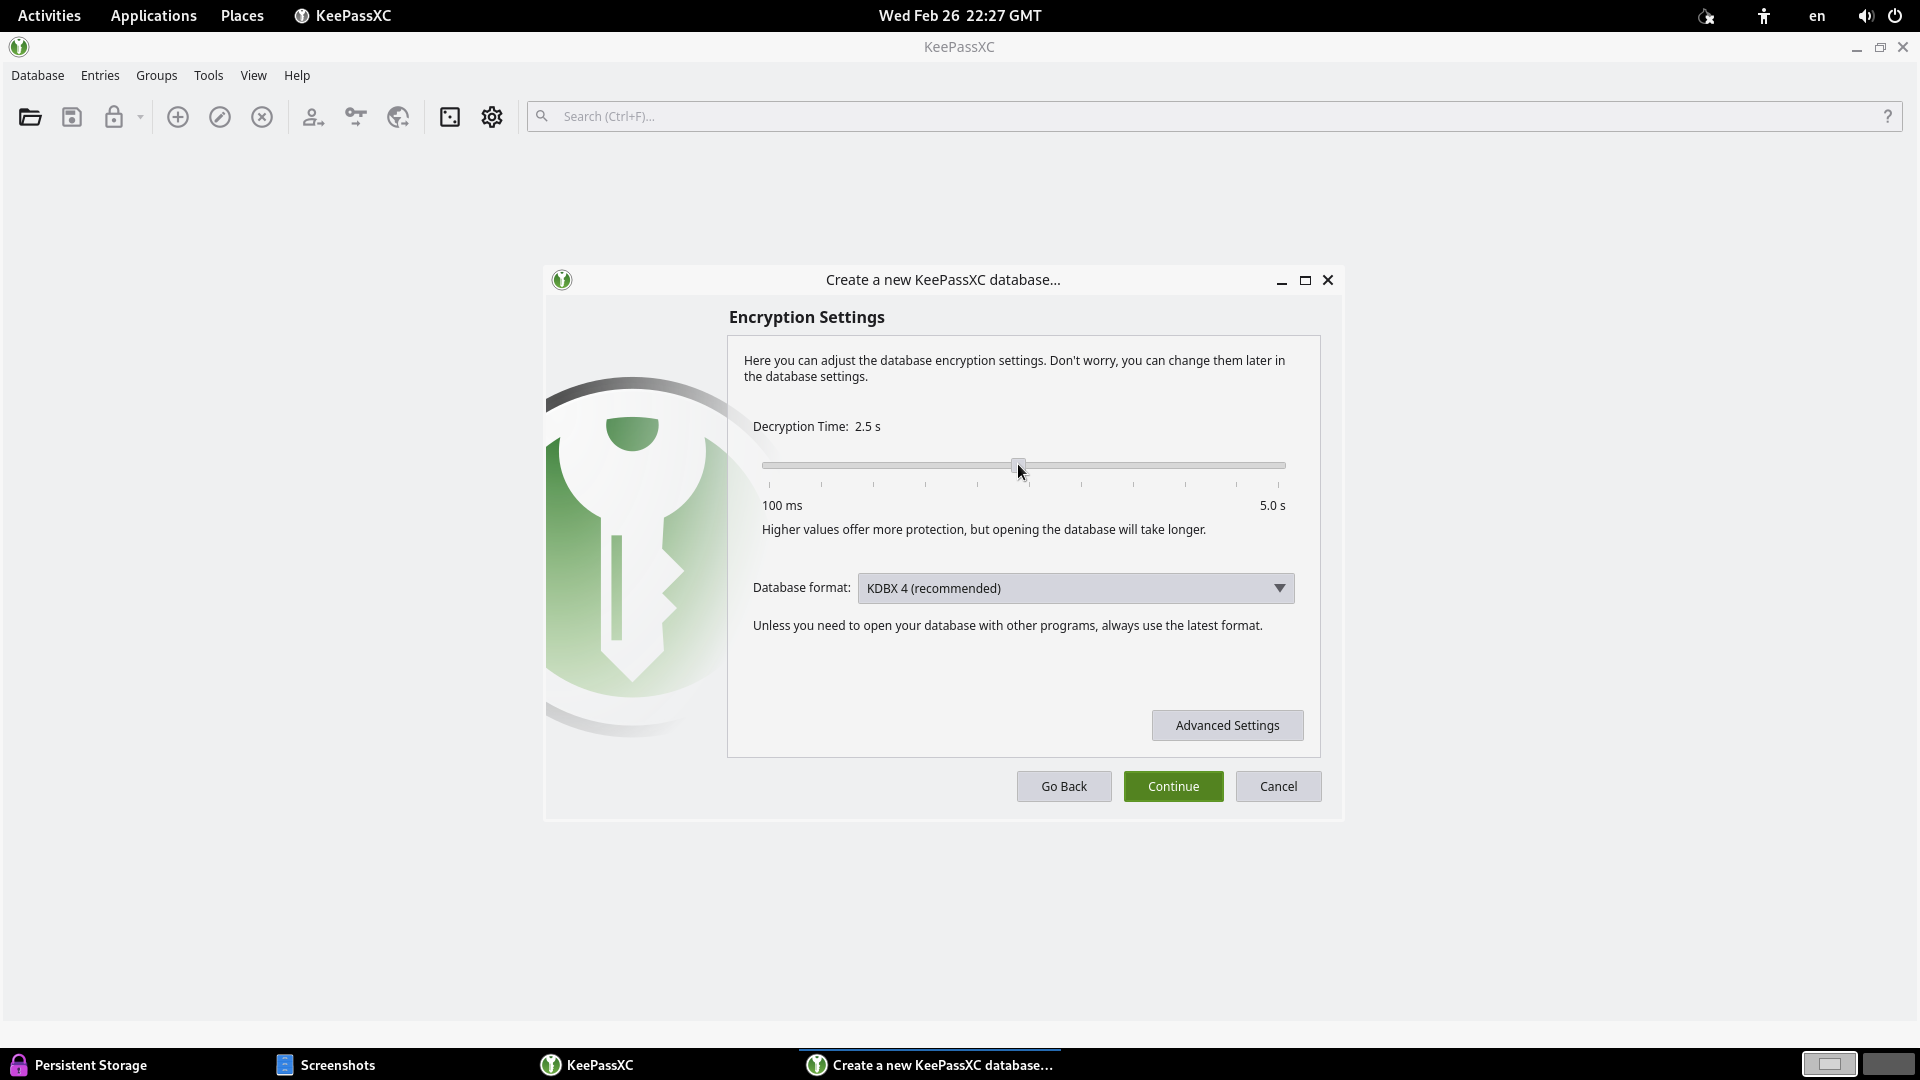 Activities Applications Places KeePassXC Wed Feb 26 22:27 GMT en
KeePassXC
Database Entries Groups Tools View Help
Search (Ctrl+F)... ?
Create a new KeePassXC database...
Encryption Settings
Here you can adjust the database encryption settings. Don't worry, you can change them later in
the database settings.
Decryption Time: 2.5 s
100 ms 5.0 s
Higher values offer more protection, but opening the database will take longer.
Database format: KDBX 4 (recommended)
Unless you need to open your database with other programs, always use the latest format.
Advanced Settings
Go Back Continue Cancel
Persistent Storage Screenshots KeePassXC Create a new KeePassXC database...